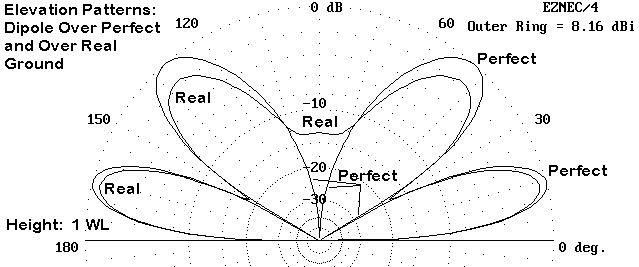 Elevation Patterns:
Dipole Over Perfect
and Over Real
Ground
0 dB
EZNEC/4
Outer Ring = 8.16 dBi
120
60
Perfect
Real
-10
Real
150
30
-20
Perfect
Perfect
Real
-30
Height: 1 WL
180
0 deg.